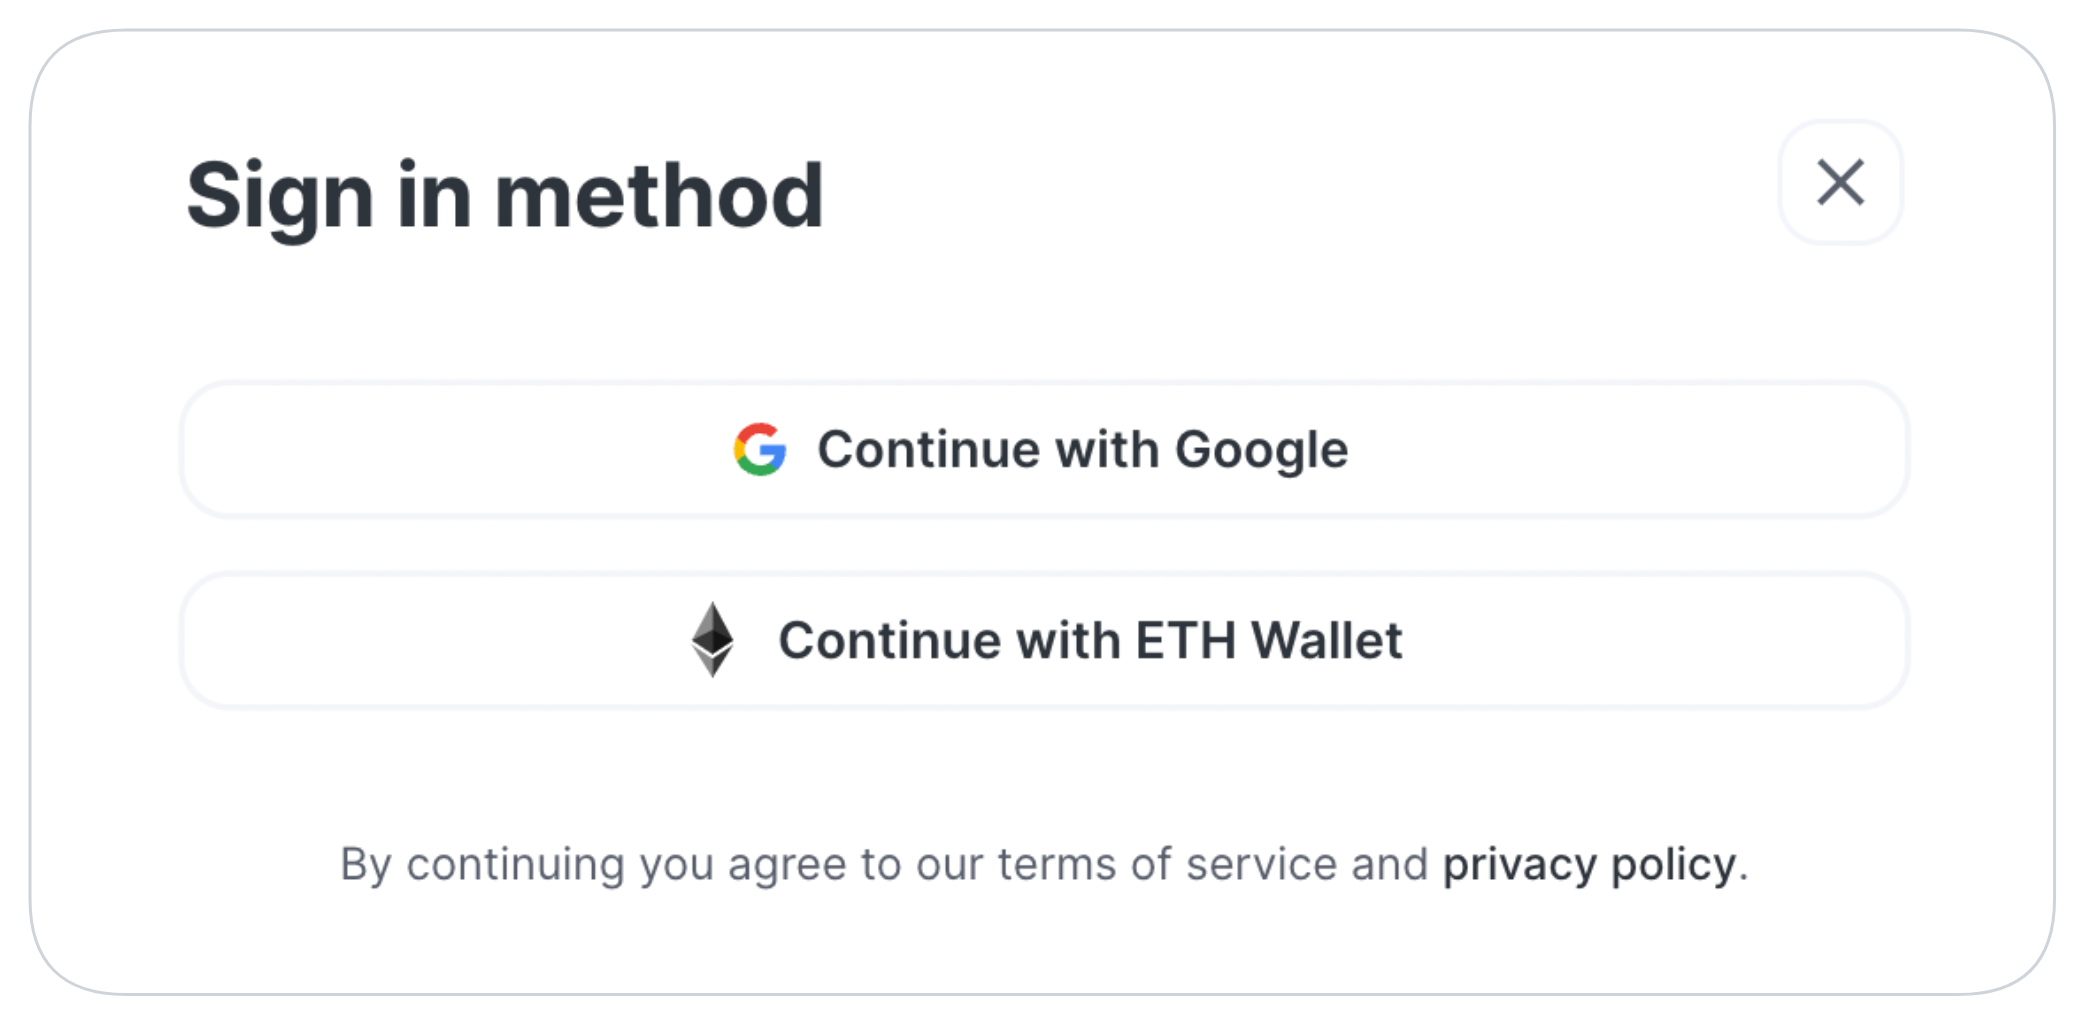 Sign in method
Continue with Google
Continue with ETH Wallet
By continuing you agree to our terms of service and privacy policy.